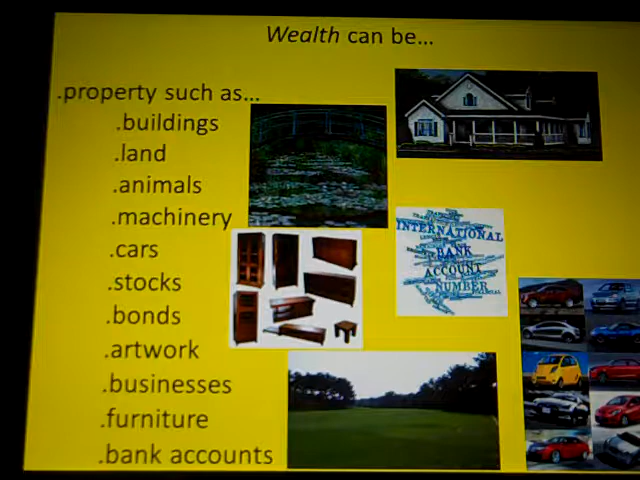 Wealth can be...
.property such as...
.buildings
.land
.animals
.machinery
.cars
.stocks
.bonds
.artwork
.businesses
.furniture
.bank accounts
INTERNATIONAL
BANK
ACCOUNT
NUMBER